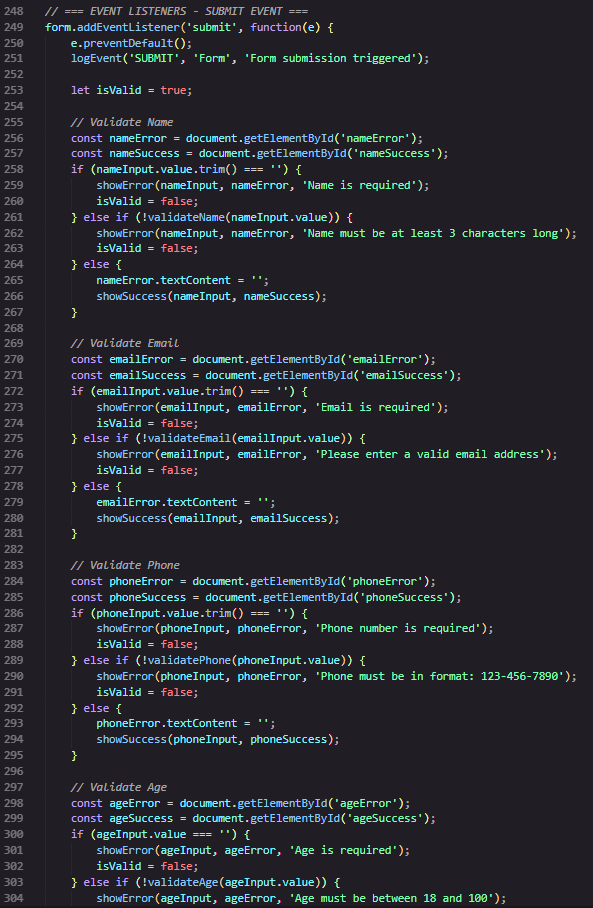 248 // === EVENT LISTENERS - SUBMIT EVENT ===
249 form.addEventListener('submit', function(e) {
250     e.preventDefault();
251     logEvent('SUBMIT', 'Form', 'Form submission triggered');
252
253     let isValid = true;
254
255     // Validate Name
256     const nameError = document.getElementById('nameError');
257     const nameSuccess = document.getElementById('nameSuccess');
258     if (nameInput.value.trim() === '') {
259         showError(nameInput, nameError, 'Name is required');
260         isValid = false;
261     } else if (!validateName(nameInput.value)) {
262         showError(nameInput, nameError, 'Name must be at least 3 characters long');
263         isValid = false;
264     } else {
265         nameError.textContent = '';
266         showSuccess(nameInput, nameSuccess);
267     }
268
269     // Validate Email
270     const emailError = document.getElementById('emailError');
271     const emailSuccess = document.getElementById('emailSuccess');
272     if (emailInput.value.trim() === '') {
273         showError(emailInput, emailError, 'Email is required');
274         isValid = false;
275     } else if (!validateEmail(emailInput.value)) {
276         showError(emailInput, emailError, 'Please enter a valid email address');
277         isValid = false;
278     } else {
279         emailError.textContent = '';
280         showSuccess(emailInput, emailSuccess);
281     }
282
283     // Validate Phone
284     const phoneError = document.getElementById('phoneError');
285     const phoneSuccess = document.getElementById('phoneSuccess');
286     if (phoneInput.value.trim() === '') {
287         showError(phoneInput, phoneError, 'Phone number is required');
288         isValid = false;
289     } else if (!validatePhone(phoneInput.value)) {
290         showError(phoneInput, phoneError, 'Phone must be in format: 123-456-7890');
291         isValid = false;
292     } else {
293         phoneError.textContent = '';
294         showSuccess(phoneInput, phoneSuccess);
295     }
296
297     // Validate Age
298     const ageError = document.getElementById('ageError');
299     const ageSuccess = document.getElementById('ageSuccess');
300     if (ageInput.value === '') {
301         showError(ageInput, ageError, 'Age is required');
302         isValid = false;
303     } else if (!validateAge(ageInput.value)) {
304         showError(ageInput, ageError, 'Age must be between 18 and 100');